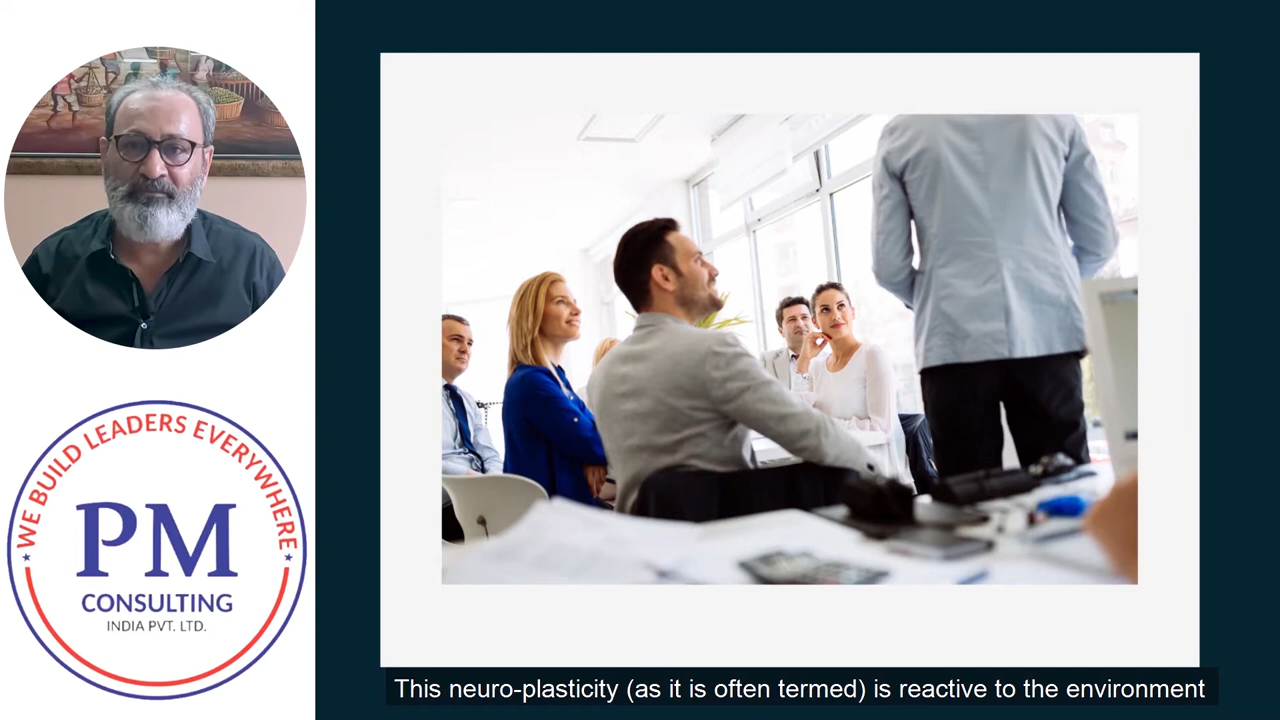 WE BUILD LEADERS EVERYWHERE
PM
CONSULTING
INDIA PVT. LTD.
This neuro-plasticity (as it is often termed) is reactive to the environment